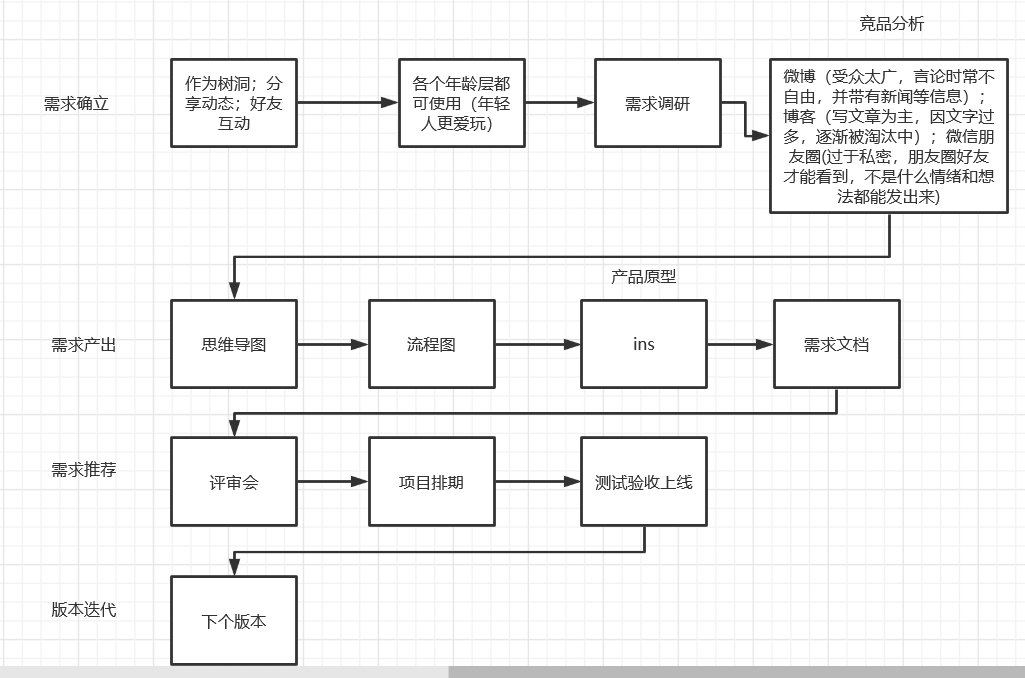 竞品分析
需求确立
作为树洞；分
享动态；好友
互动
各个年龄层都
可使用（年轻
人更爱玩）
需求调研
微博（受众太广，言论时常不
自由，并带有新闻等信息）；
博客（写文章为主，因文字过
多，逐渐被淘汰中）；微信朋
友圈(过于私密，朋友圈好友
才能看到，不是什么情绪和想
法都能发出来)
产品原型
需求产出
思维导图
流程图
ins
需求文档
需求推荐
评审会
项目排期
测试验收上线
版本迭代
下个版本